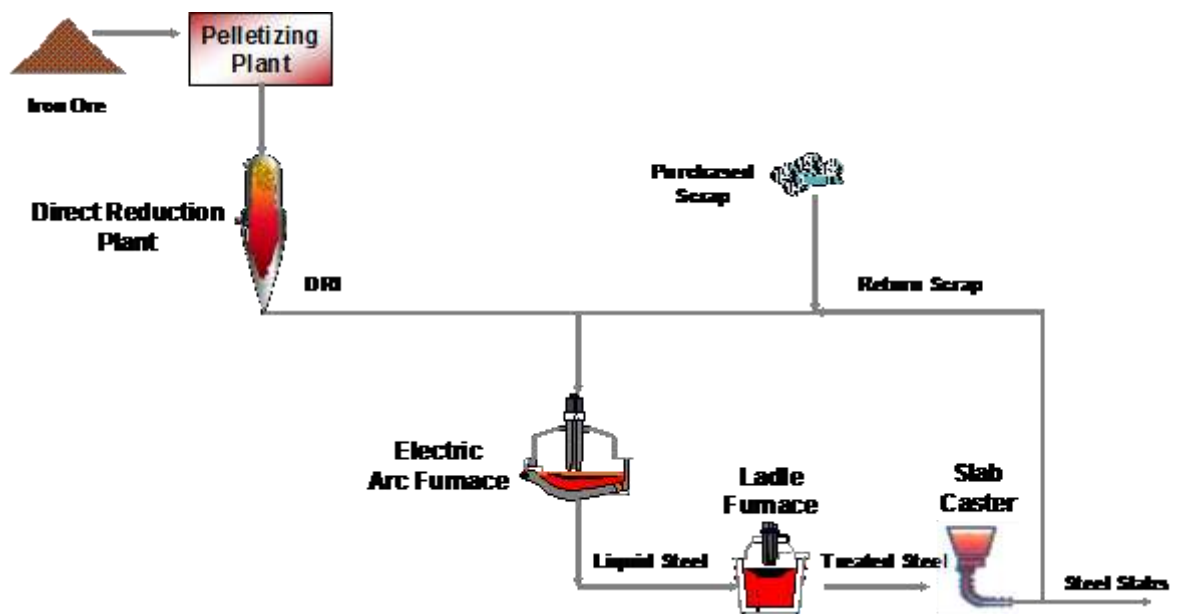 Pelletizing
Plant
Iron Ore
Purchased
Scrap
Direct Reduction
Plant
DRI
Return Scrap
Electric
Arc Furnace
Ladle
Furnace
Slab
Caster
Liquid Steel
Treated Steel
Steel Slabs